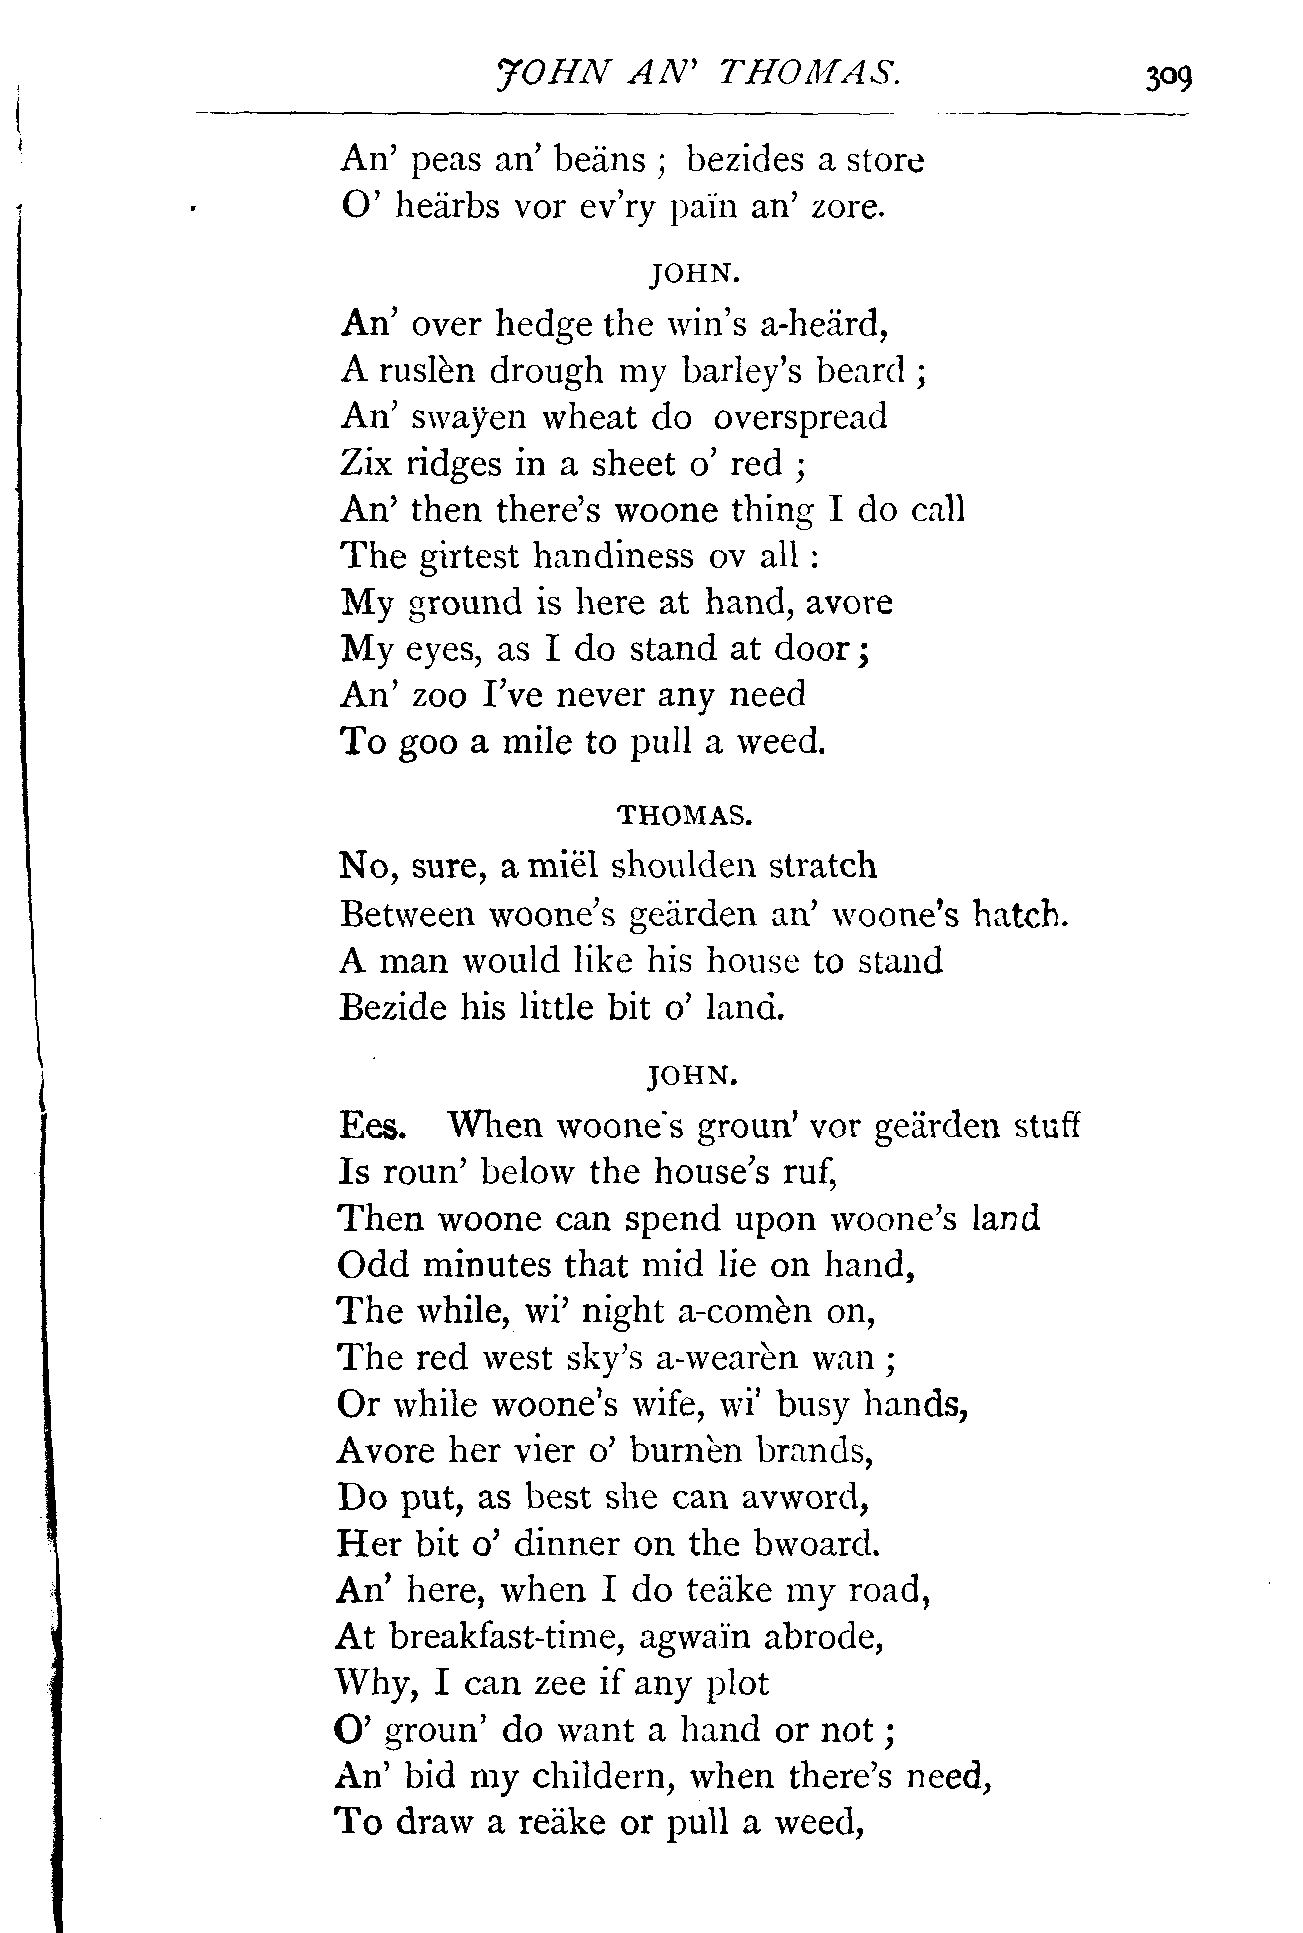 JOHN AN' THOMAS. 309
An' peas an' beäns ; bezides a store
O' heärbs vor ev'ry païn an' zore.
JOHN.
An' over hedge the win's a-heärd,
A ruslèn drough my barley's beard ;
An' swaÿen wheat do overspread
Zix ridges in a sheet o' red ;
An' then there's woone thing I do call
The girtest handiness ov all :
My ground is here at hand, avore
My eyes, as I do stand at door ;
An' zoo I've never any need
To goo a mile to pull a weed.
THOMAS.
No, sure, a miël shoulden stratch
Between woone's geärden an' woone's hatch.
A man would like his house to stand
Bezide his little bit o' land.
JOHN.
Ees. When woone's groun' vor geärden stuff
Is roun' below the house's ruf,
Then woone can spend upon woone's land
Odd minutes that mid lie on hand,
The while, wi' night a-comèn on,
The red west sky's a-wearèn wan ;
Or while woone's wife, wi' busy hands,
Avore her vier o' burnèn brands,
Do put, as best she can avword,
Her bit o' dinner on the bwoard.
An' here, when I do teäke my road,
At breakfast-time, agwaïn abrode,
Why, I can zee if any plot
O' groun' do want a hand or not ;
An' bid my childern, when there's need,
To draw a reäke or pull a weed,